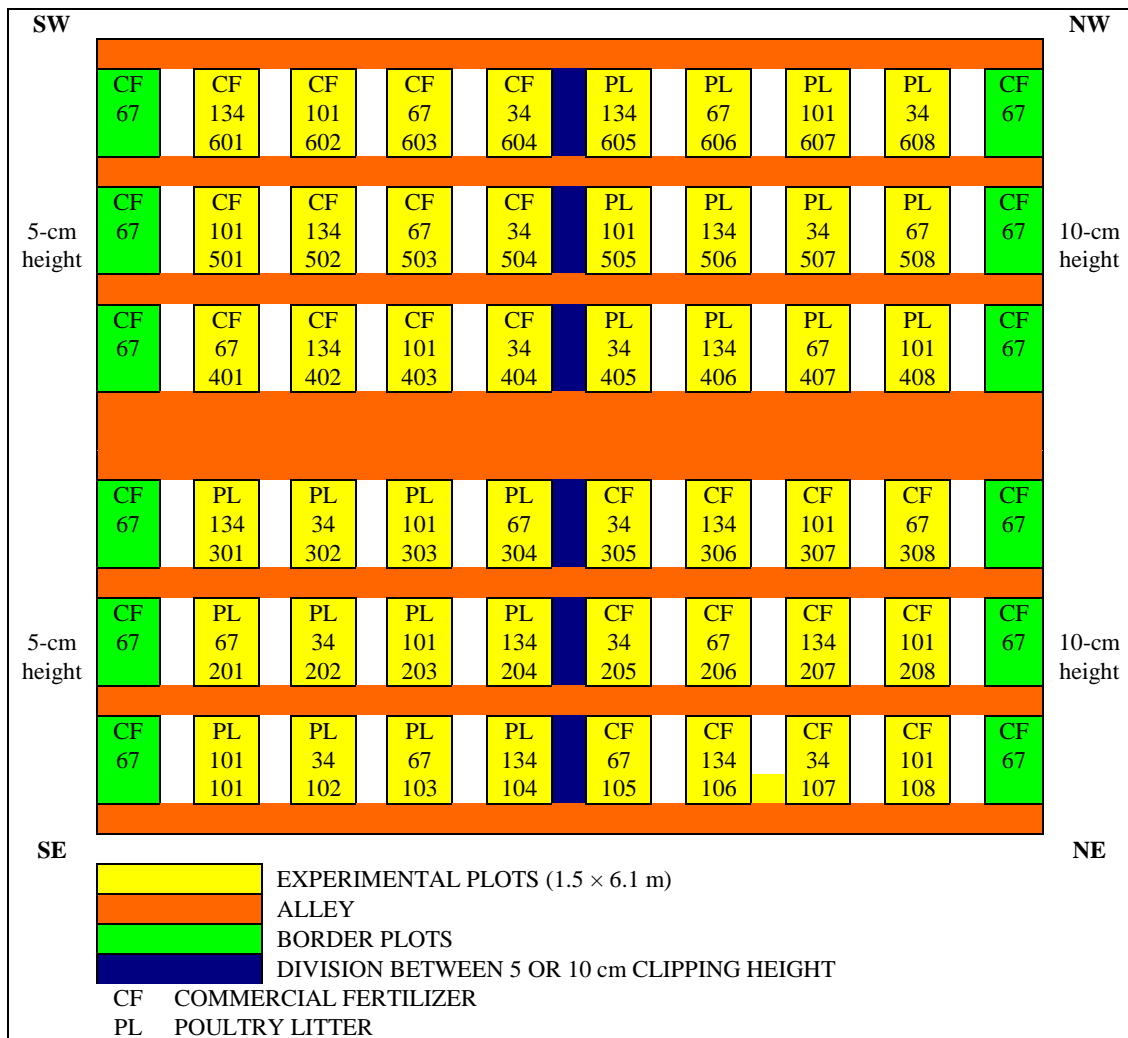 SW NW
CF CF CF CF CF PL PL PL PL CF
67 134 101 67 34 134 67 101 34 67
601 602 603 604 605 606 607 608
CF CF CF CF CF PL PL PL PL CF
5-cm 67 101 134 67 34 101 134 34 67 67 10-cm
height 501 502 503 504 505 506 507 508 height
CF CF CF CF CF PL PL PL PL CF
67 67 134 101 34 34 134 67 101 67
401 402 403 404 405 406 407 408
CF PL PL PL PL CF CF CF CF CF
67 134 34 101 67 34 134 101 67 67
301 302 303 304 305 306 307 308
CF PL PL PL PL CF CF CF CF CF
5-cm 67 67 34 101 134 34 67 134 101 67 10-cm
height 201 202 203 204 205 206 207 208 height
CF PL PL PL PL CF CF CF CF CF
67 101 34 67 134 67 134 34 101 67
101 102 103 104 105 106 107 108
SE NE
EXPERIMENTAL PLOTS (1.5 × 6.1 m)
ALLEY
BORDER PLOTS
DIVISION BETWEEN 5 OR 10 cm CLIPPING HEIGHT
CF COMMERCIAL FERTILIZER
PL POULTRY LITTER